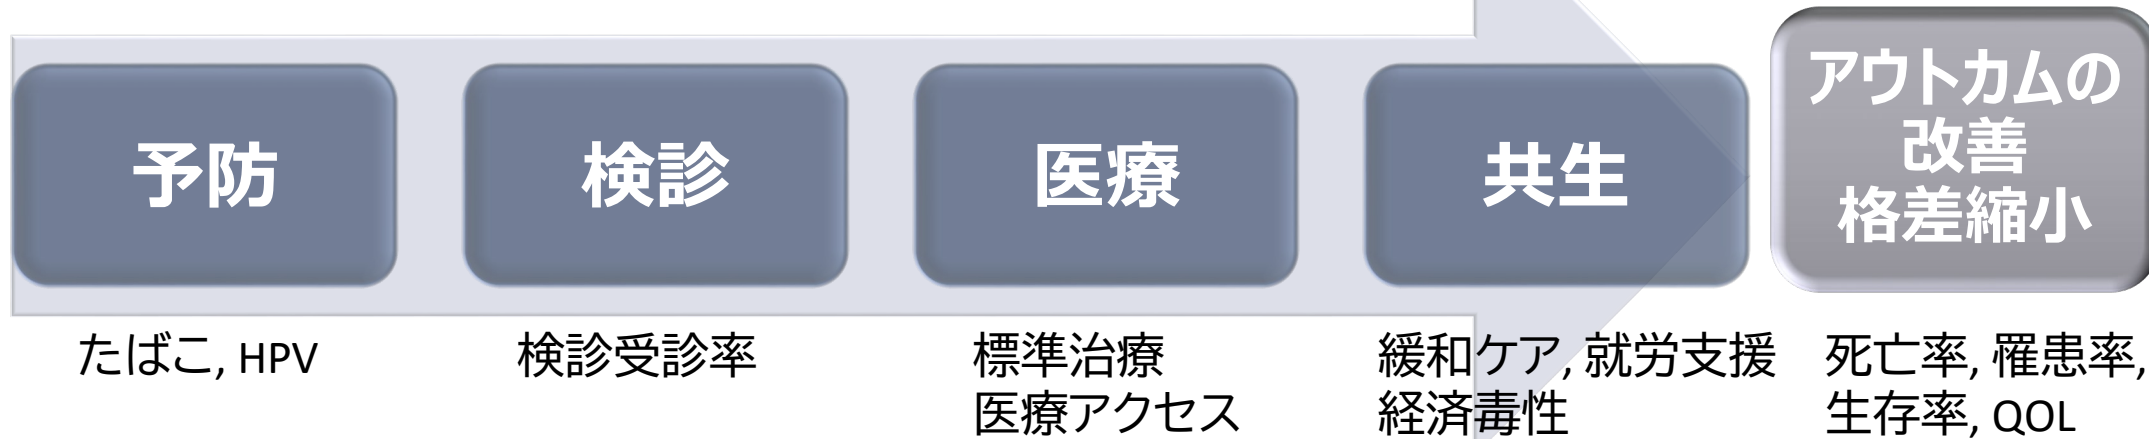 予防
検診
医療
共生
アウトカムの
改善
格差縮小
たばこ, HPV
検診受診率
標準治療
医療アクセス
緩和ケア, 就労支援
経済毒性
死亡率, 罹患率,
生存率, QOL